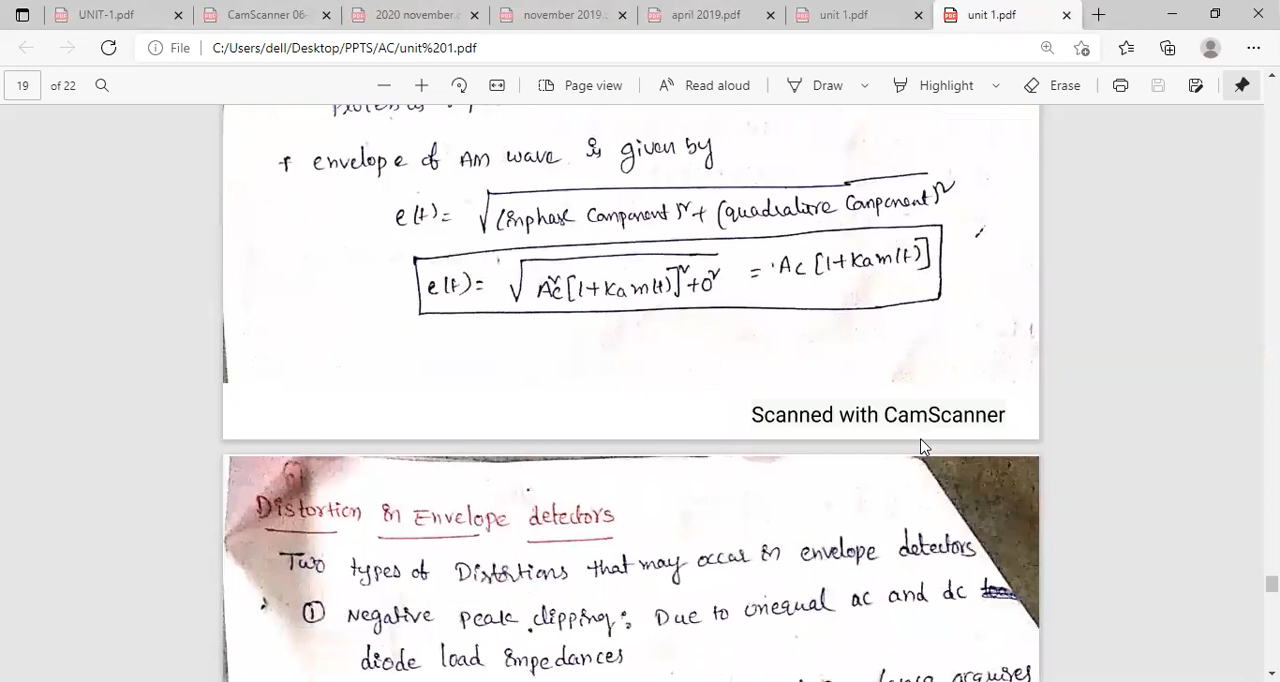 UNIT-1.pdf
CamScanner 06-
2020 november.c
november 2019.c
april 2019.pdf
unit 1.pdf
unit 1.pdf
File C:/Users/dell/Desktop/PPTS/AC/unit%201.pdf
19 of 22 Page view Read aloud Draw Highlight Erase
envelope of AM wave is given by
e(t) = √(Inphase Component)² + (quadrature Component)²
e(t) = √Ac²[1+Kam(t)]²+0² = Ac[1+Kam(t)]
Scanned with CamScanner
Distortion in Envelope detectors
Two types of Distortions that may occur in envelope detectors
① Negative peak clipping: Due to unequal ac and dc
diode load impedances